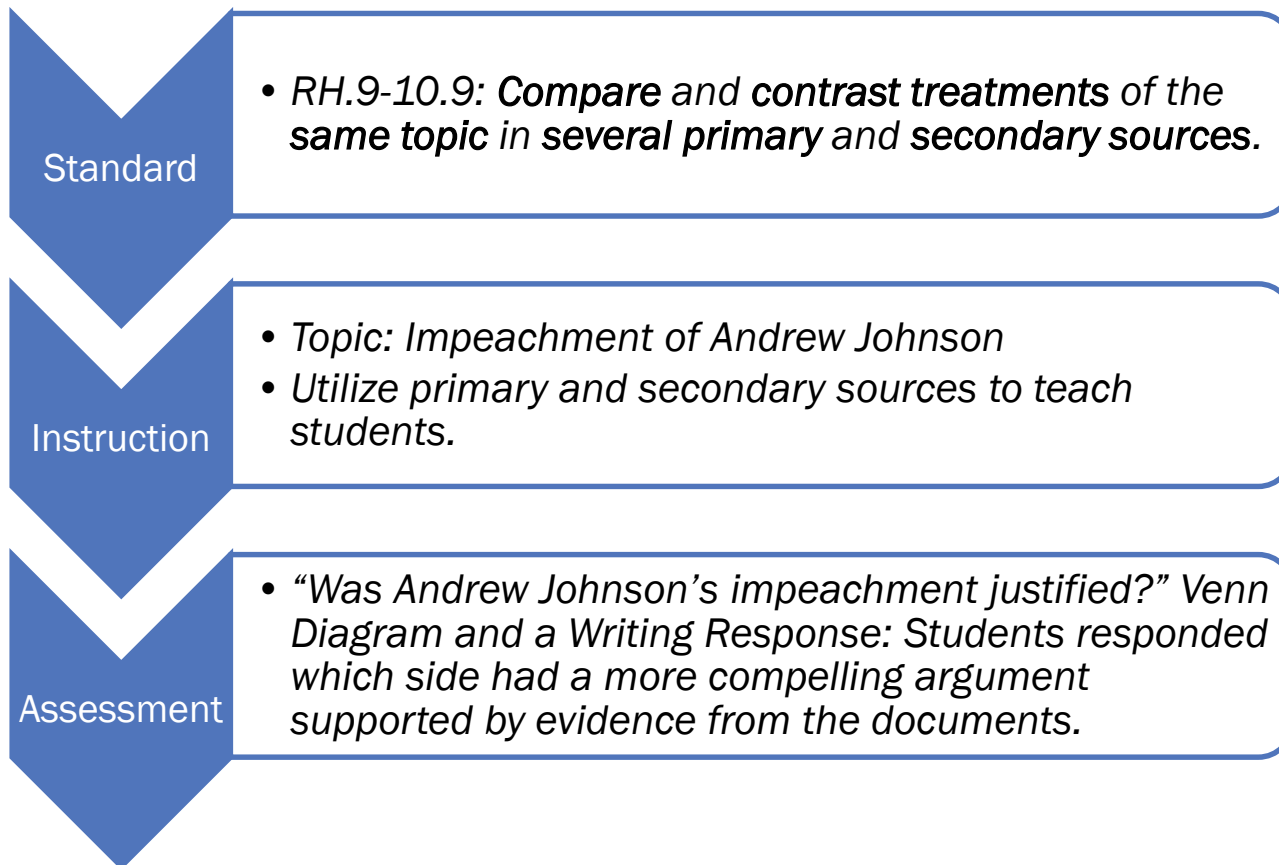 Standard
• RH.9-10.9: Compare and contrast treatments of the
same topic in several primary and secondary sources.
Instruction
• Topic: Impeachment of Andrew Johnson
• Utilize primary and secondary sources to teach
students.
Assessment
• “Was Andrew Johnson’s impeachment justified?” Venn
Diagram and a Writing Response: Students responded
which side had a more compelling argument
supported by evidence from the documents.